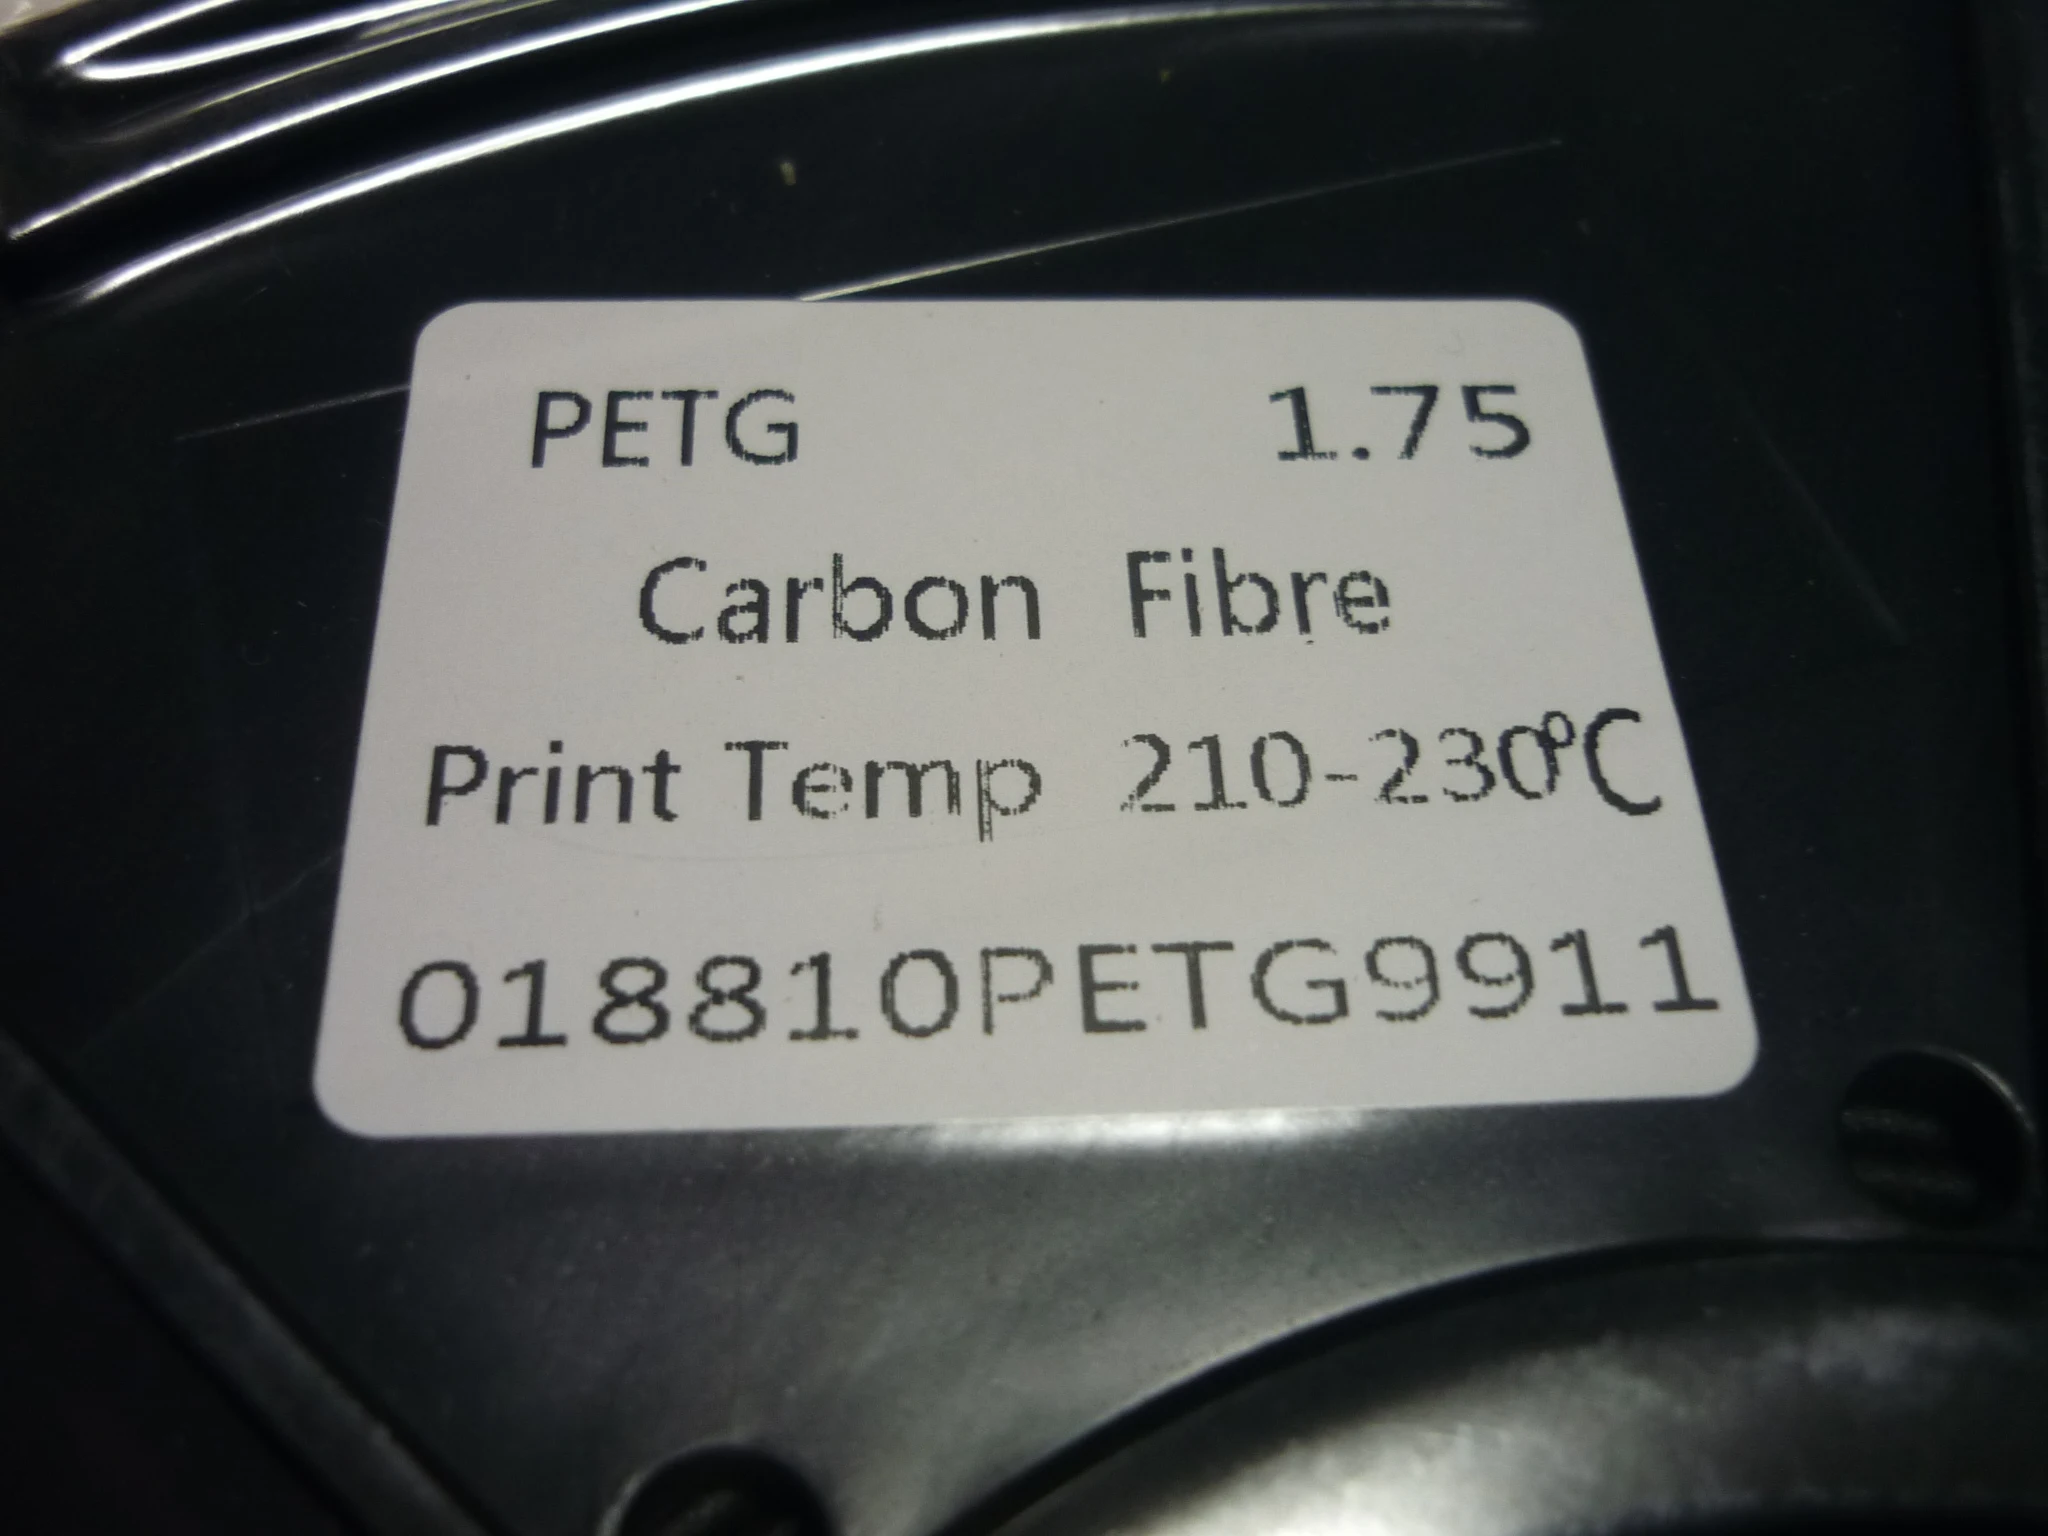 PETG 1.75
Carbon Fibre
Print Temp 210-230℃
018810PETG9911